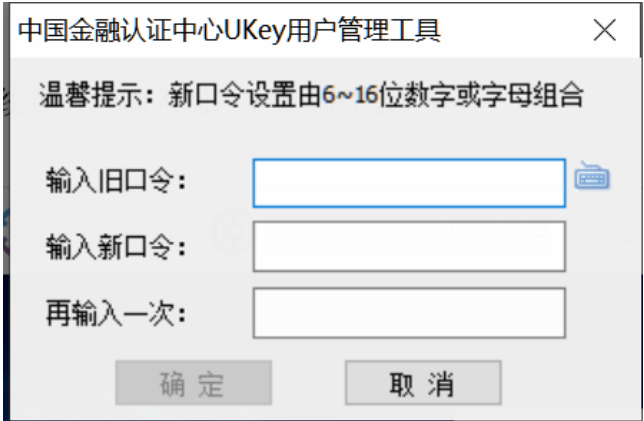 中国金融认证中心UKey用户管理工具
温馨提示：新口令设置由6~16位数字或字母组合
输入旧口令：
输入新口令：
再输入一次：
确 定 取 消